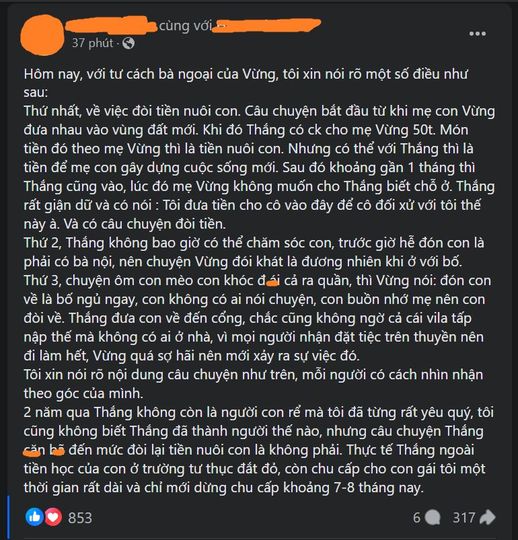 cùng với
37 phút
Hôm nay, với tư cách bà ngoại của Vừng, tôi xin nói rõ một số điều như
sau:
Thứ nhất, về việc đòi tiền nuôi con. Câu chuyện bắt đầu từ khi mẹ con Vừng
đưa nhau vào vùng đất mới. Khi đó Thắng có ck cho mẹ Vừng 50t. Món
tiền đó theo mẹ Vừng thì là tiền nuôi con. Nhưng có thể với Thắng thì là
tiền để mẹ con gây dựng cuộc sống mới. Sau đó khoảng gần 1 tháng thì
Thắng cũng vào, lúc đó mẹ Vừng không muốn cho Thắng biết chỗ ở. Thắng
rất giận dữ và có nói : Tôi đưa tiền cho cô vào đây để cô đối xử với tôi thế
này à. Và có câu chuyện đòi tiền.
Thứ 2, Thắng không bao giờ có thể chăm sóc con, trước giờ hễ đón con là
phải có bà nội, nên chuyện Vừng đói khát là đương nhiên khi ở với bố.
Thứ 3, chuyện ôm con mèo con khóc đ ái cả ra quần, thì Vừng nói: đón con
về là bố ngủ ngay, con không có ai nói chuyện, con buồn nhớ mẹ nên con
đòi về. Thắng đưa con về đến cổng, chắc cũng không ngờ cả cái vila tấp
nập thế mà không có ai ở nhà, vì mọi người nhận đặt tiệc trên thuyền nên
đi làm hết, Vừng quá sợ hãi nên mới xảy ra sự việc đó.
Tôi xin nói rõ nội dung câu chuyện như trên, mỗi người có cách nhìn nhận
theo góc của mình.
2 năm qua Thắng không còn là người con rể mà tôi đã từng rất yêu quý, tôi
cũng không biết Thắng đã thành người thế nào, nhưng câu chuyện Thắng
cặn bã đến mức đòi lại tiền nuôi con là không phải. Thực tế Thắng ngoài
tiền học của con ở trường tư thục đắt đỏ, còn chu cấp cho con gái tôi một
thời gian rất dài và chỉ mới dừng chu cấp khoảng 7-8 tháng nay.
853
6
317